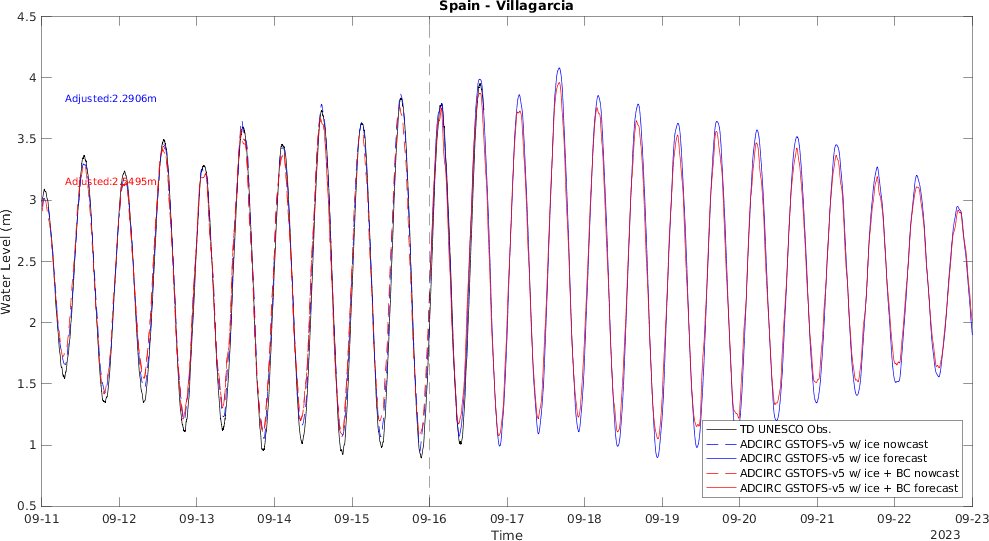 Spain - Villagarcia
4.5
4
3.5
3
2.5
2
1.5
1
0.5
Water Level (m)
Adjusted:2.2906m
TD UNESCO Obs.
ADCIRC GSTOFS-v5 w/ ice nowcast
ADCIRC GSTOFS-v5 w/ ice forecast
ADCIRC GSTOFS-v5 w/ ice + BC nowcast
ADCIRC GSTOFS-v5 w/ ice + BC forecast
09-11 09-12 09-13 09-14 09-15 09-16 09-17 09-18 09-19 09-20 09-21 09-22 09-23
Time
2023